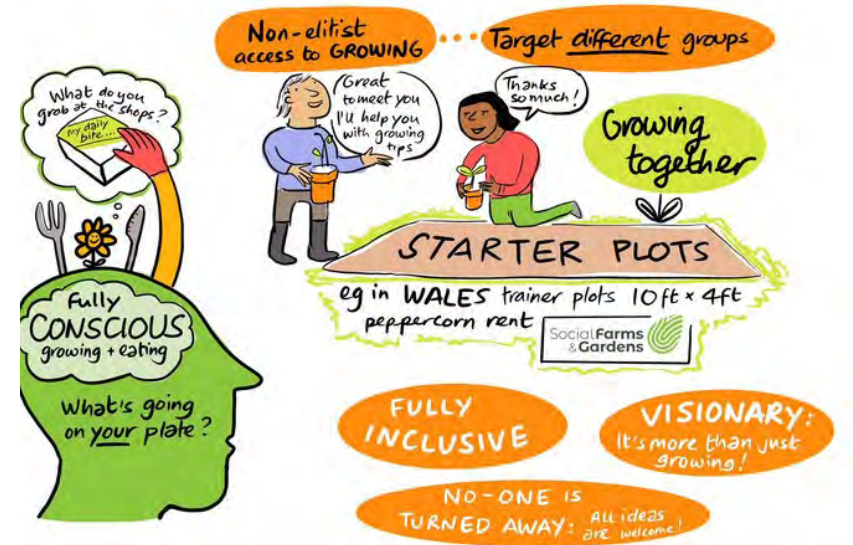 Non-elitist
access to GROWING
Target different groups
What do you
grab at the shops?
my daily
bite...
Great
to meet you
I'll help you
with growing
tips
Thanks
so much!
Growing
together
STARTER PLOTS
eg in WALES trainer plots 10ft x 4ft
peppercorn rent
Social Farms
& Gardens
Fully
CONSCIOUS
growing + eating
What's going
on your plate?
FULLY
INCLUSIVE
VISIONARY:
It's more than just
growing!
NO-ONE IS
TURNED AWAY: All ideas
are welcome!